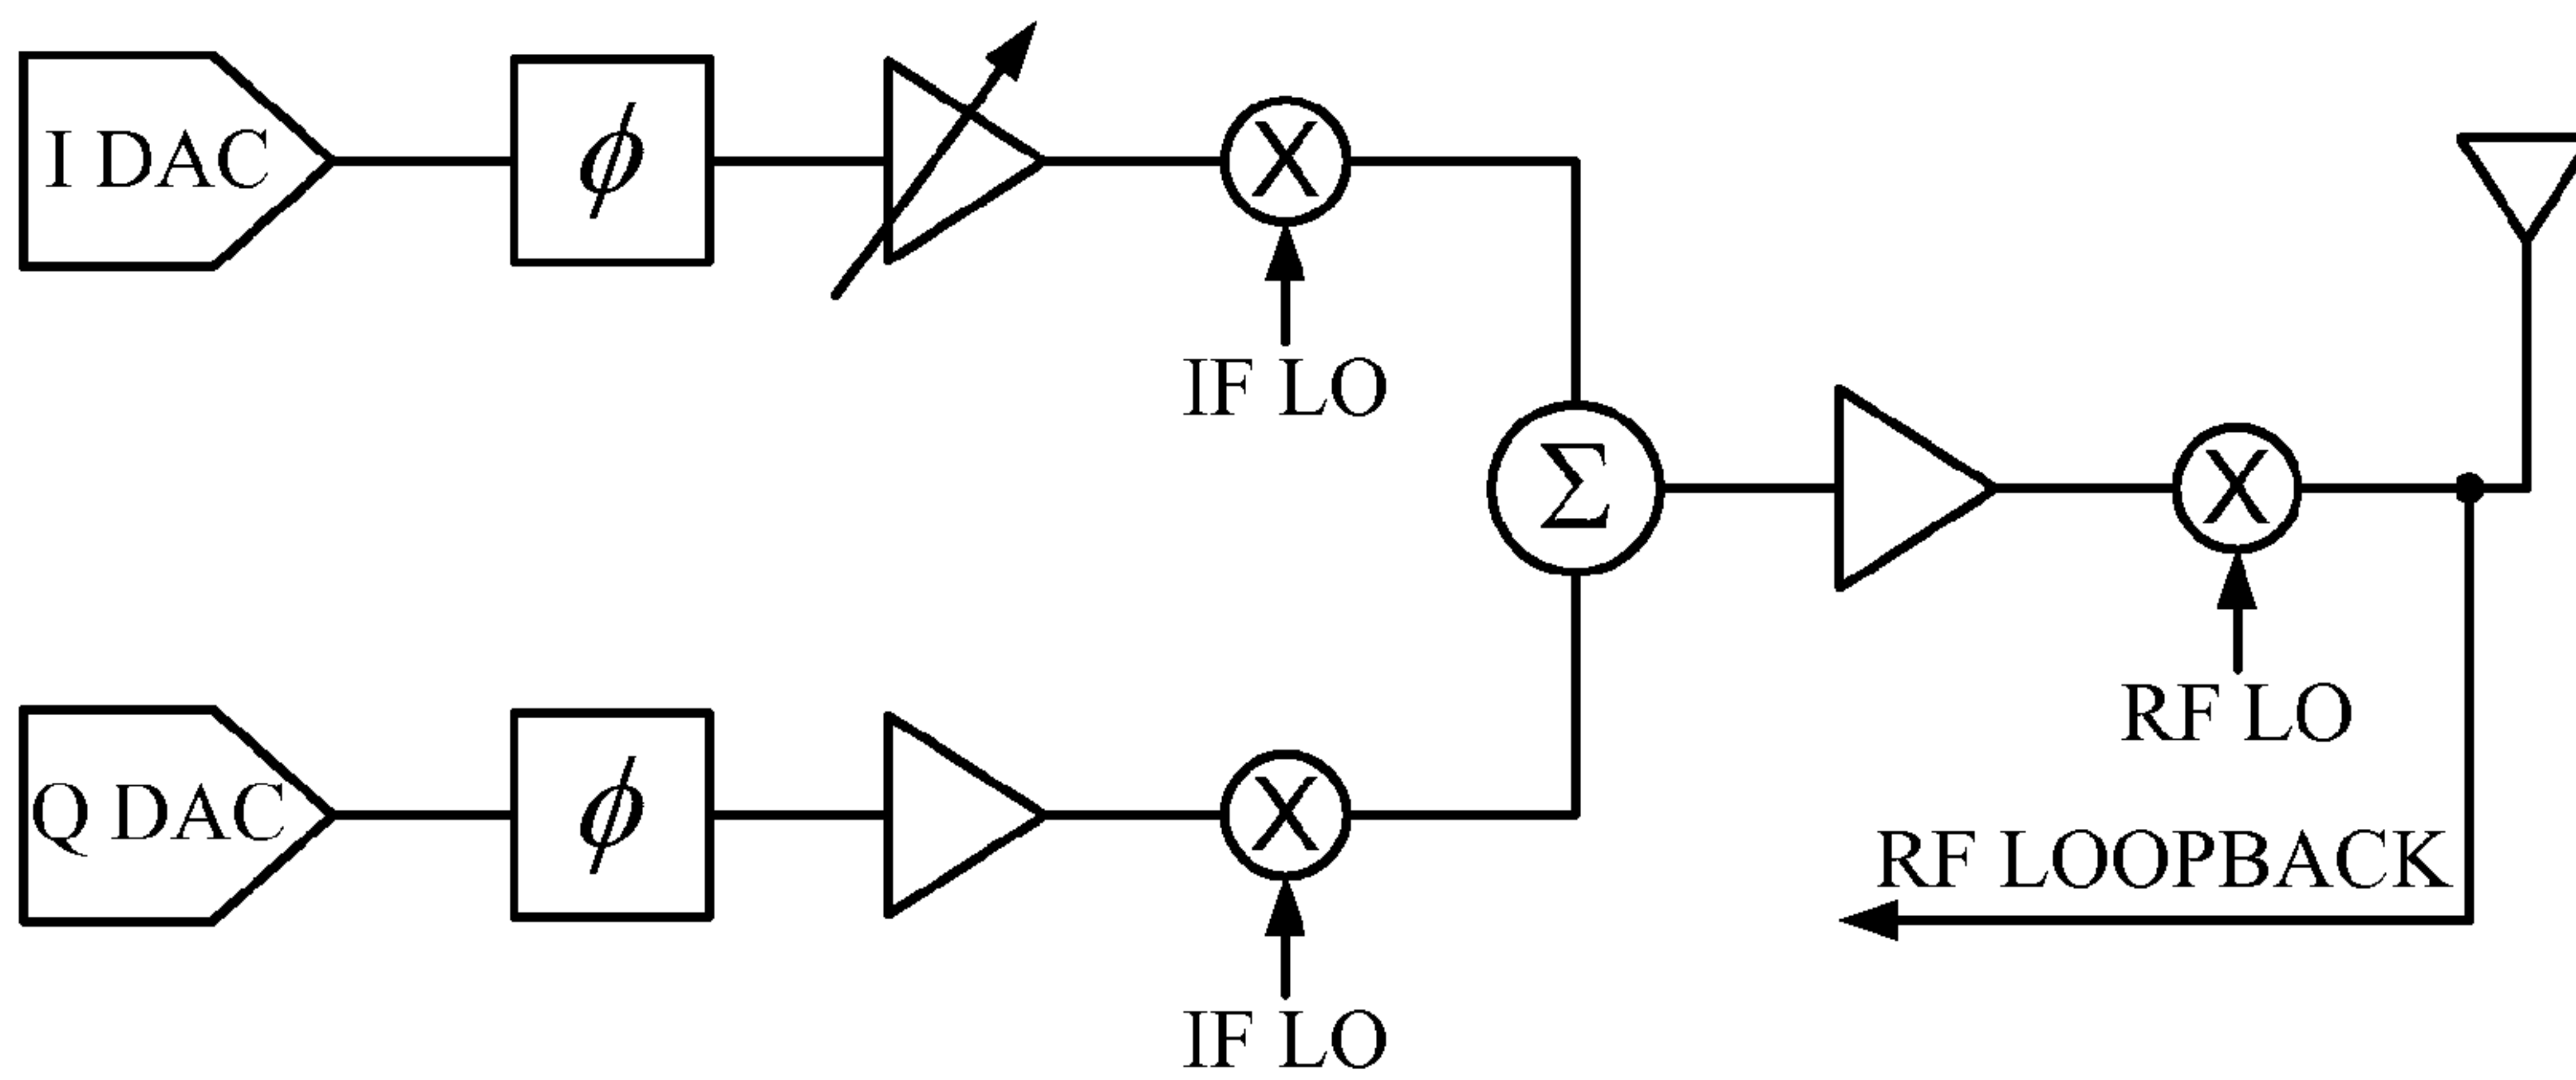 I DAC
ϕ
X
IF LO
Σ
X
RF LO
Q DAC
ϕ
X
IF LO
RF LOOPBACK